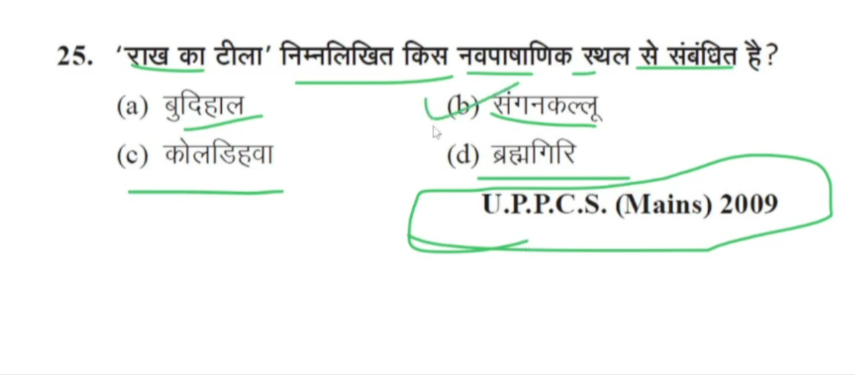 25. ‘राख का टीला’ निम्नलिखित किस नवपाषाणिक स्थल से संबंधित है?
(a) बुदिहाल (b) संगनकल्लू
(c) कोलडिहवा (d) ब्रह्मगिरि
U.P.P.C.S. (Mains) 2009